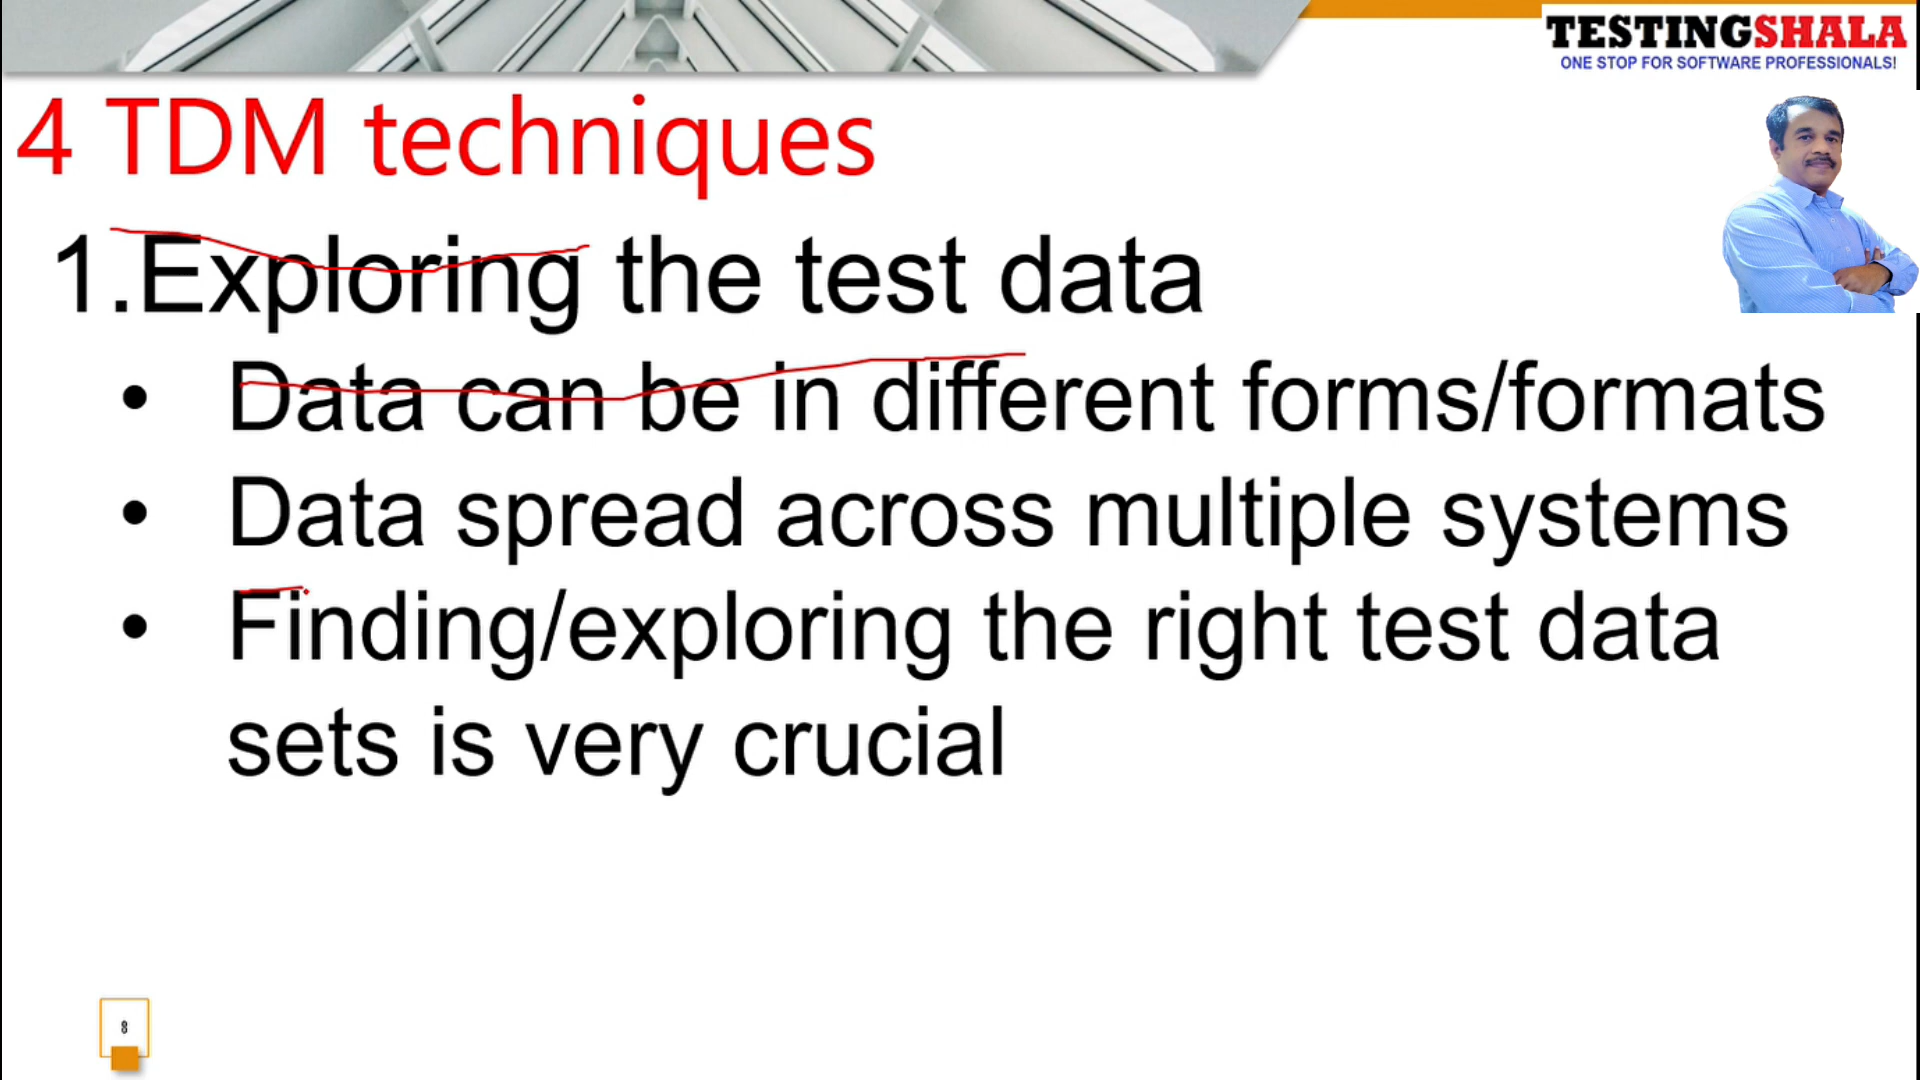 TESTINGSHALA
ONE STOP FOR SOFTWARE PROFESSIONALS!
4 TDM techniques
1.Exploring the test data
• Data can be in different forms/formats
• Data spread across multiple systems
• Finding/exploring the right test data
sets is very crucial
8